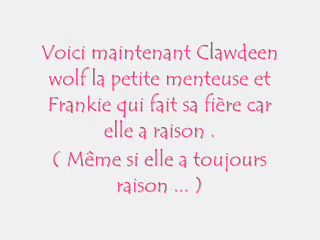 Voici maintenant Clawdeen
wolf la petite menteuse et
Frankie qui fait sa fière car
elle a raison .
( Même si elle a toujours
raison ... )